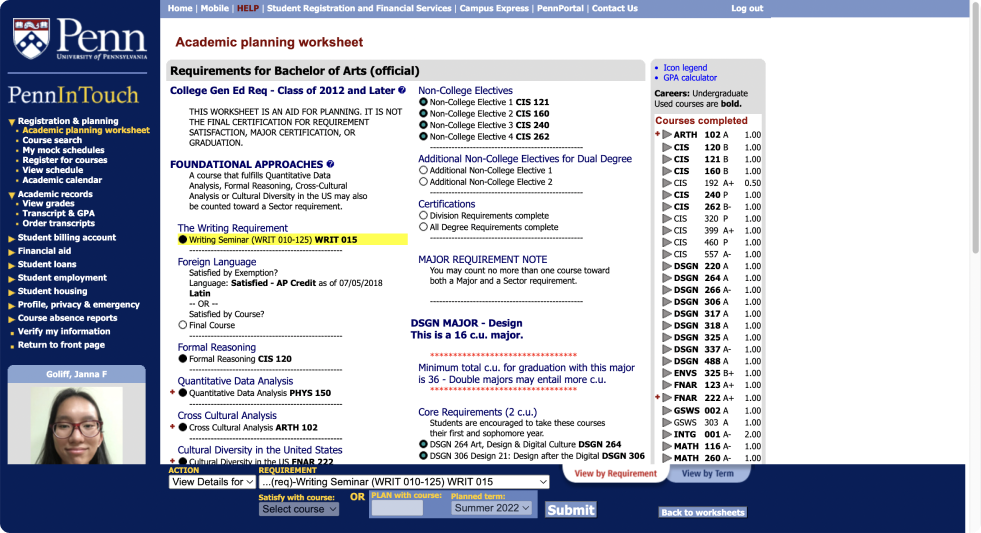 Home | Mobile | HELP | Student Registration and Financial Services | Campus Express | PennPortal | Contact Us
Log out
Penn
UNIVERSITY OF PENNSYLVANIA
PennInTouch
Registration & planning
Academic planning worksheet
Course search
My mock schedules
Register for courses
View schedule
Academic calendar
Academic records
View grades
Transcript & GPA
Order transcripts
Student billing account
Financial aid
Student loans
Student employment
Student housing
Profile, privacy & emergency
Course absence reports
Verify my information
Return to front page
Goliff, Janna F
Academic planning worksheet
Requirements for Bachelor of Arts (official)
College Gen Ed Req - Class of 2012 and Later ?
THIS WORKSHEET IS AN AID FOR PLANNING. IT IS NOT
THE FINAL CERTIFICATION FOR REQUIREMENT
SATISFACTION, MAJOR CERTIFICATION, OR
GRADUATION.
FOUNDATIONAL APPROACHES ?
A course that fulfills Quantitative Data
Analysis, Formal Reasoning, Cross-Cultural
Analysis or Cultural Diversity in the US may also
be counted toward a Sector requirement.
The Writing Requirement
Writing Seminar (WRIT 010-125) WRIT 015
----------------------------------------
Foreign Language
Satisfied by Exemption?
Language: Satisfied - AP Credit as of 07/05/2018
Latin
-- OR --
Satisfied by Course?
Final Course
----------------------------------------
Formal Reasoning
Formal Reasoning CIS 120
----------------------------------------
Quantitative Data Analysis
+ Quantitative Data Analysis PHYS 150
----------------------------------------
Cross Cultural Analysis
+ Cross Cultural Analysis ARTH 102
----------------------------------------
Cultural Diversity in the United States
+ Cultural Diversity in the US FNAR 222
Non-College Electives
Non-College Elective 1 CIS 121
Non-College Elective 2 CIS 160
Non-College Elective 3 CIS 240
Non-College Elective 4 CIS 262
----------------------------------------
Additional Non-College Electives for Dual Degree
Additional Non-College Elective 1
Additional Non-College Elective 2
----------------------------------------
Certifications
Division Requirements complete
All Degree Requirements complete
----------------------------------------
MAJOR REQUIREMENT NOTE
You may count no more than one course toward
both a Major and a Sector requirement.
----------------------------------------
DSGN MAJOR - Design
This is a 16 c.u. major.
********************************
Minimum total c.u. for graduation with this major
is 36 - Double majors may entail more c.u.
********************************
Core Requirements (2 c.u.)
Students are encouraged to take these courses
their first and sophomore year.
DSGN 264 Art, Design & Digital Culture DSGN 264
DSGN 306 Design 21: Design after the Digital DSGN 306
Icon legend
GPA calculator
Careers: Undergraduate
Used courses are bold.
Courses completed
+ ARTH 102 A 1.00
CIS 120 B 1.00
CIS 121 B 1.00
CIS 160 B 1.00
CIS 192 A+ 0.50
CIS 240 P 1.00
CIS 262 B- 1.00
CIS 320 P 1.00
CIS 399 A+ 1.00
CIS 460 P 1.00
CIS 557 A- 1.00
DSGN 220 A 1.00
DSGN 264 A 1.00
DSGN 266 A- 1.00
DSGN 306 A 1.00
DSGN 317 A 1.00
DSGN 318 A 1.00
DSGN 325 A 1.00
DSGN 337 A- 1.00
DSGN 488 A 1.00
ENVS 325 B+ 1.00
FNAR 123 A+ 1.00
+ FNAR 222 A+ 1.00
GSWS 002 A 1.00
GSWS 303 A 1.00
INTG 001 A- 2.00
MATH 116 A- 1.00
MATH 260 A- 1.00
ACTION
REQUIREMENT
View Details for
...(req)-Writing Seminar (WRIT 010-125) WRIT 015
View by Requirement
View by Term
Satisfy with course:
OR
PLAN with course:
Planned term:
Select course
Summer 2022
Submit
Back to worksheets